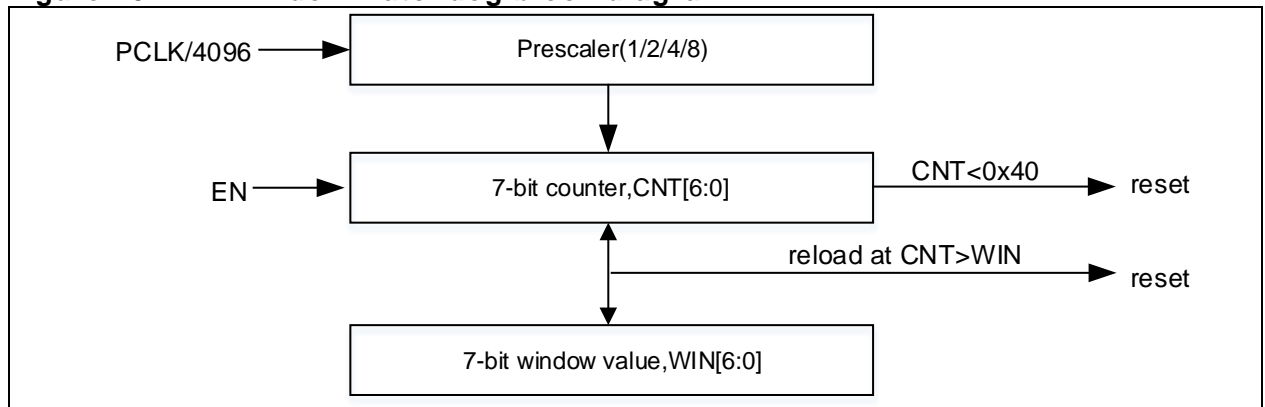 PCLK/4096
Prescaler(1/2/4/8)
EN
7-bit counter,CNT[6:0]
CNT<0x40
reset
reload at CNT>WIN
reset
7-bit window value,WIN[6:0]